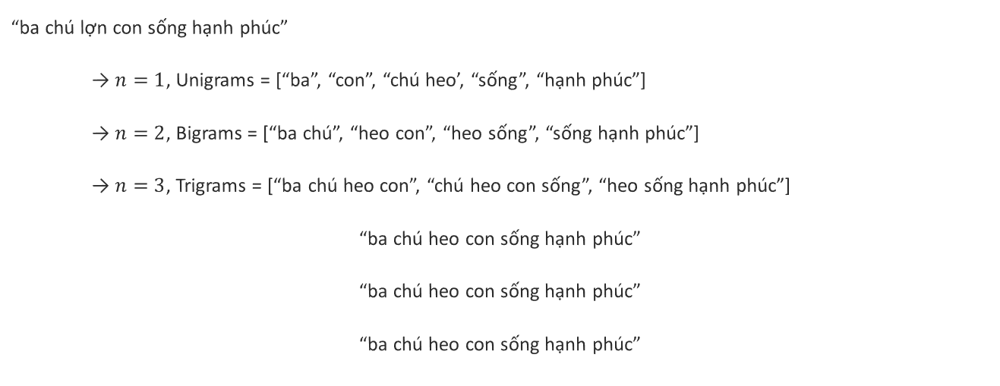 “ba chú lợn con sống hạnh phúc”
→ n = 1, Unigrams = [“ba”, “con”, “chú heo’, “sống”, “hạnh phúc”]
→ n = 2, Bigrams = [“ba chú”, “heo con”, “heo sống”, “sống hạnh phúc”]
→ n = 3, Trigrams = [“ba chú heo con”, “chú heo con sống”, “heo sống hạnh phúc”]
“ba chú heo con sống hạnh phúc”
“ba chú heo con sống hạnh phúc”
“ba chú heo con sống hạnh phúc”